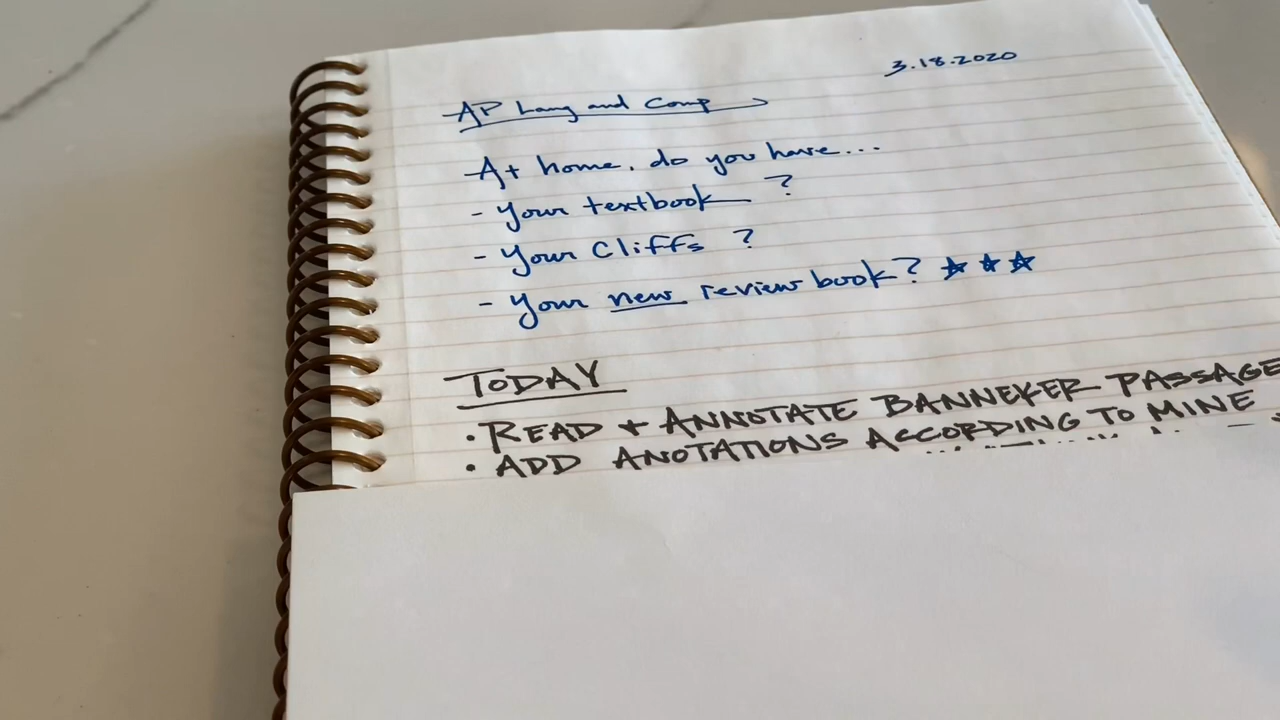 3.18.2020
AP Lang and Comp
At home, do you have...
- Your textbook ?
- Your Cliffs ?
- Your new review book? ★ ★ ★
TODAY
• READ + ANNOTATE BANNEKER PASSAGE
• ADD ANOTATIONS ACCORDING TO MINE